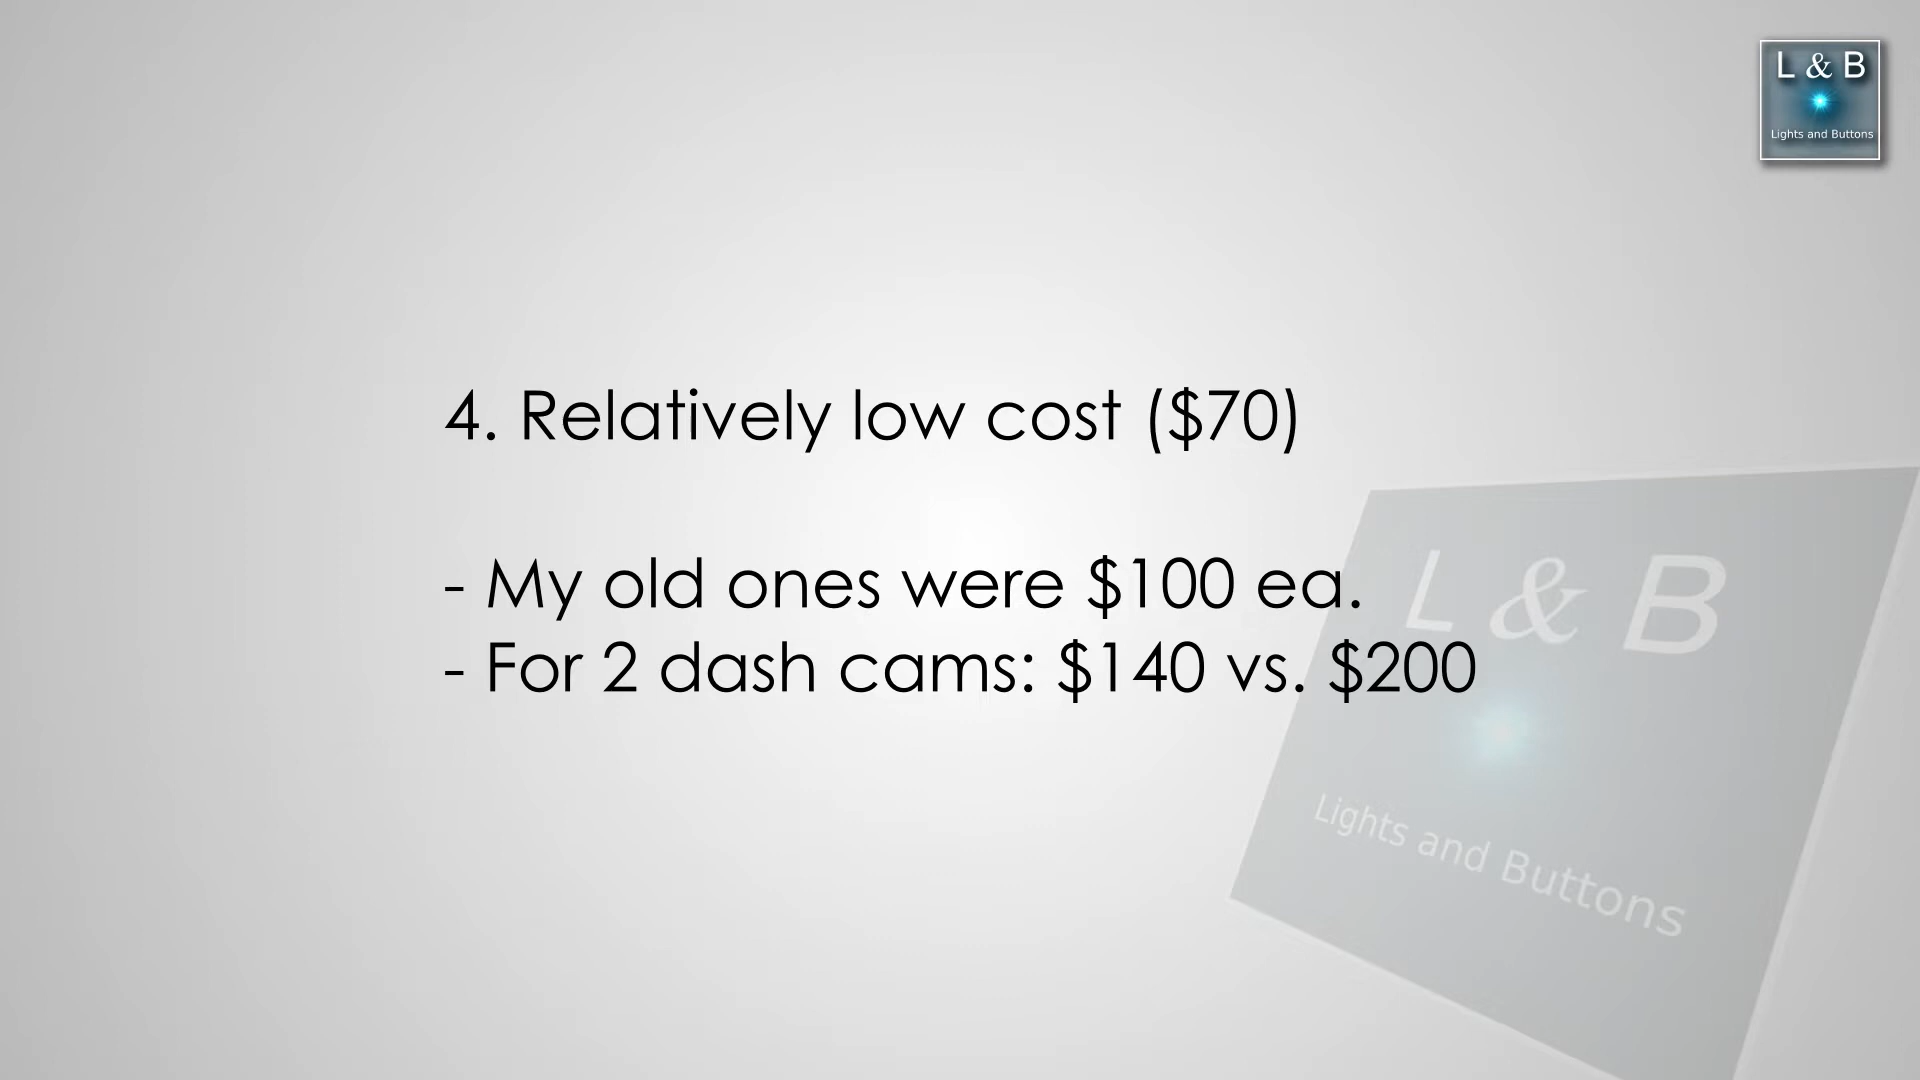 L & B
Lights and Buttons
4. Relatively low cost ($70)
- My old ones were $100 ea.
- For 2 dash cams: $140 vs. $200
L & B
Lights and Buttons